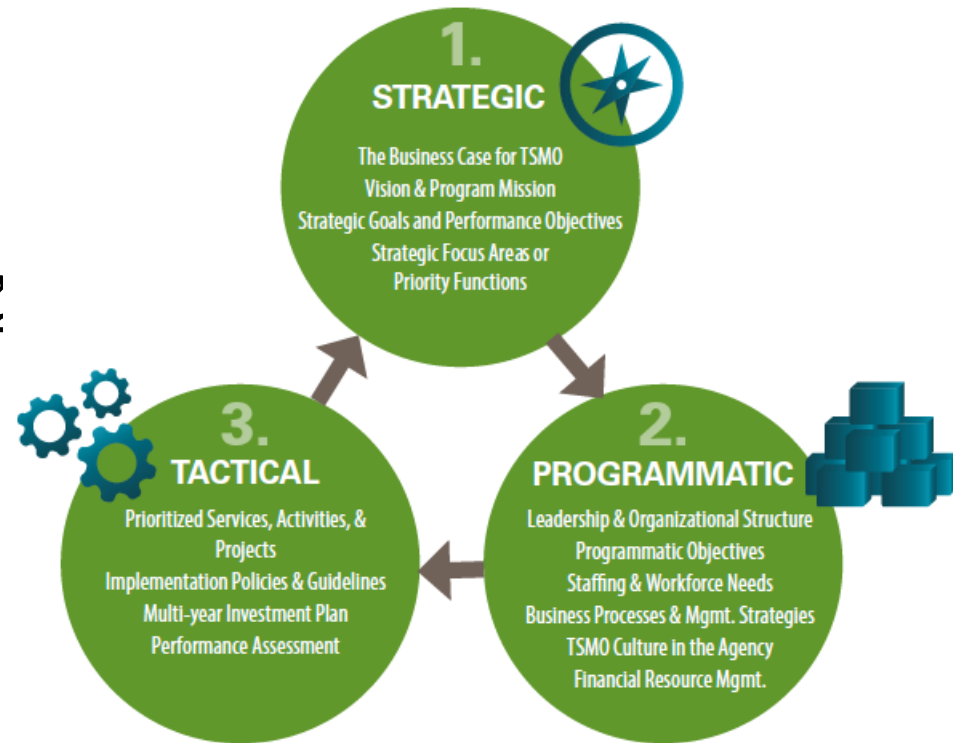 1.
STRATEGIC
The Business Case for TSMO
Vision & Program Mission
Strategic Goals and Performance Objectives
Strategic Focus Areas or
Priority Functions
2.
PROGRAMMATIC
Leadership & Organizational Structure
Programmatic Objectives
Staffing & Workforce Needs
Business Processes & Mgmt. Strategies
TSMO Culture in the Agency
Financial Resource Mgmt.
3.
TACTICAL
Prioritized Services, Activities, &
Projects
Implementation Policies & Guidelines
Multi-year Investment Plan
Performance Assessment